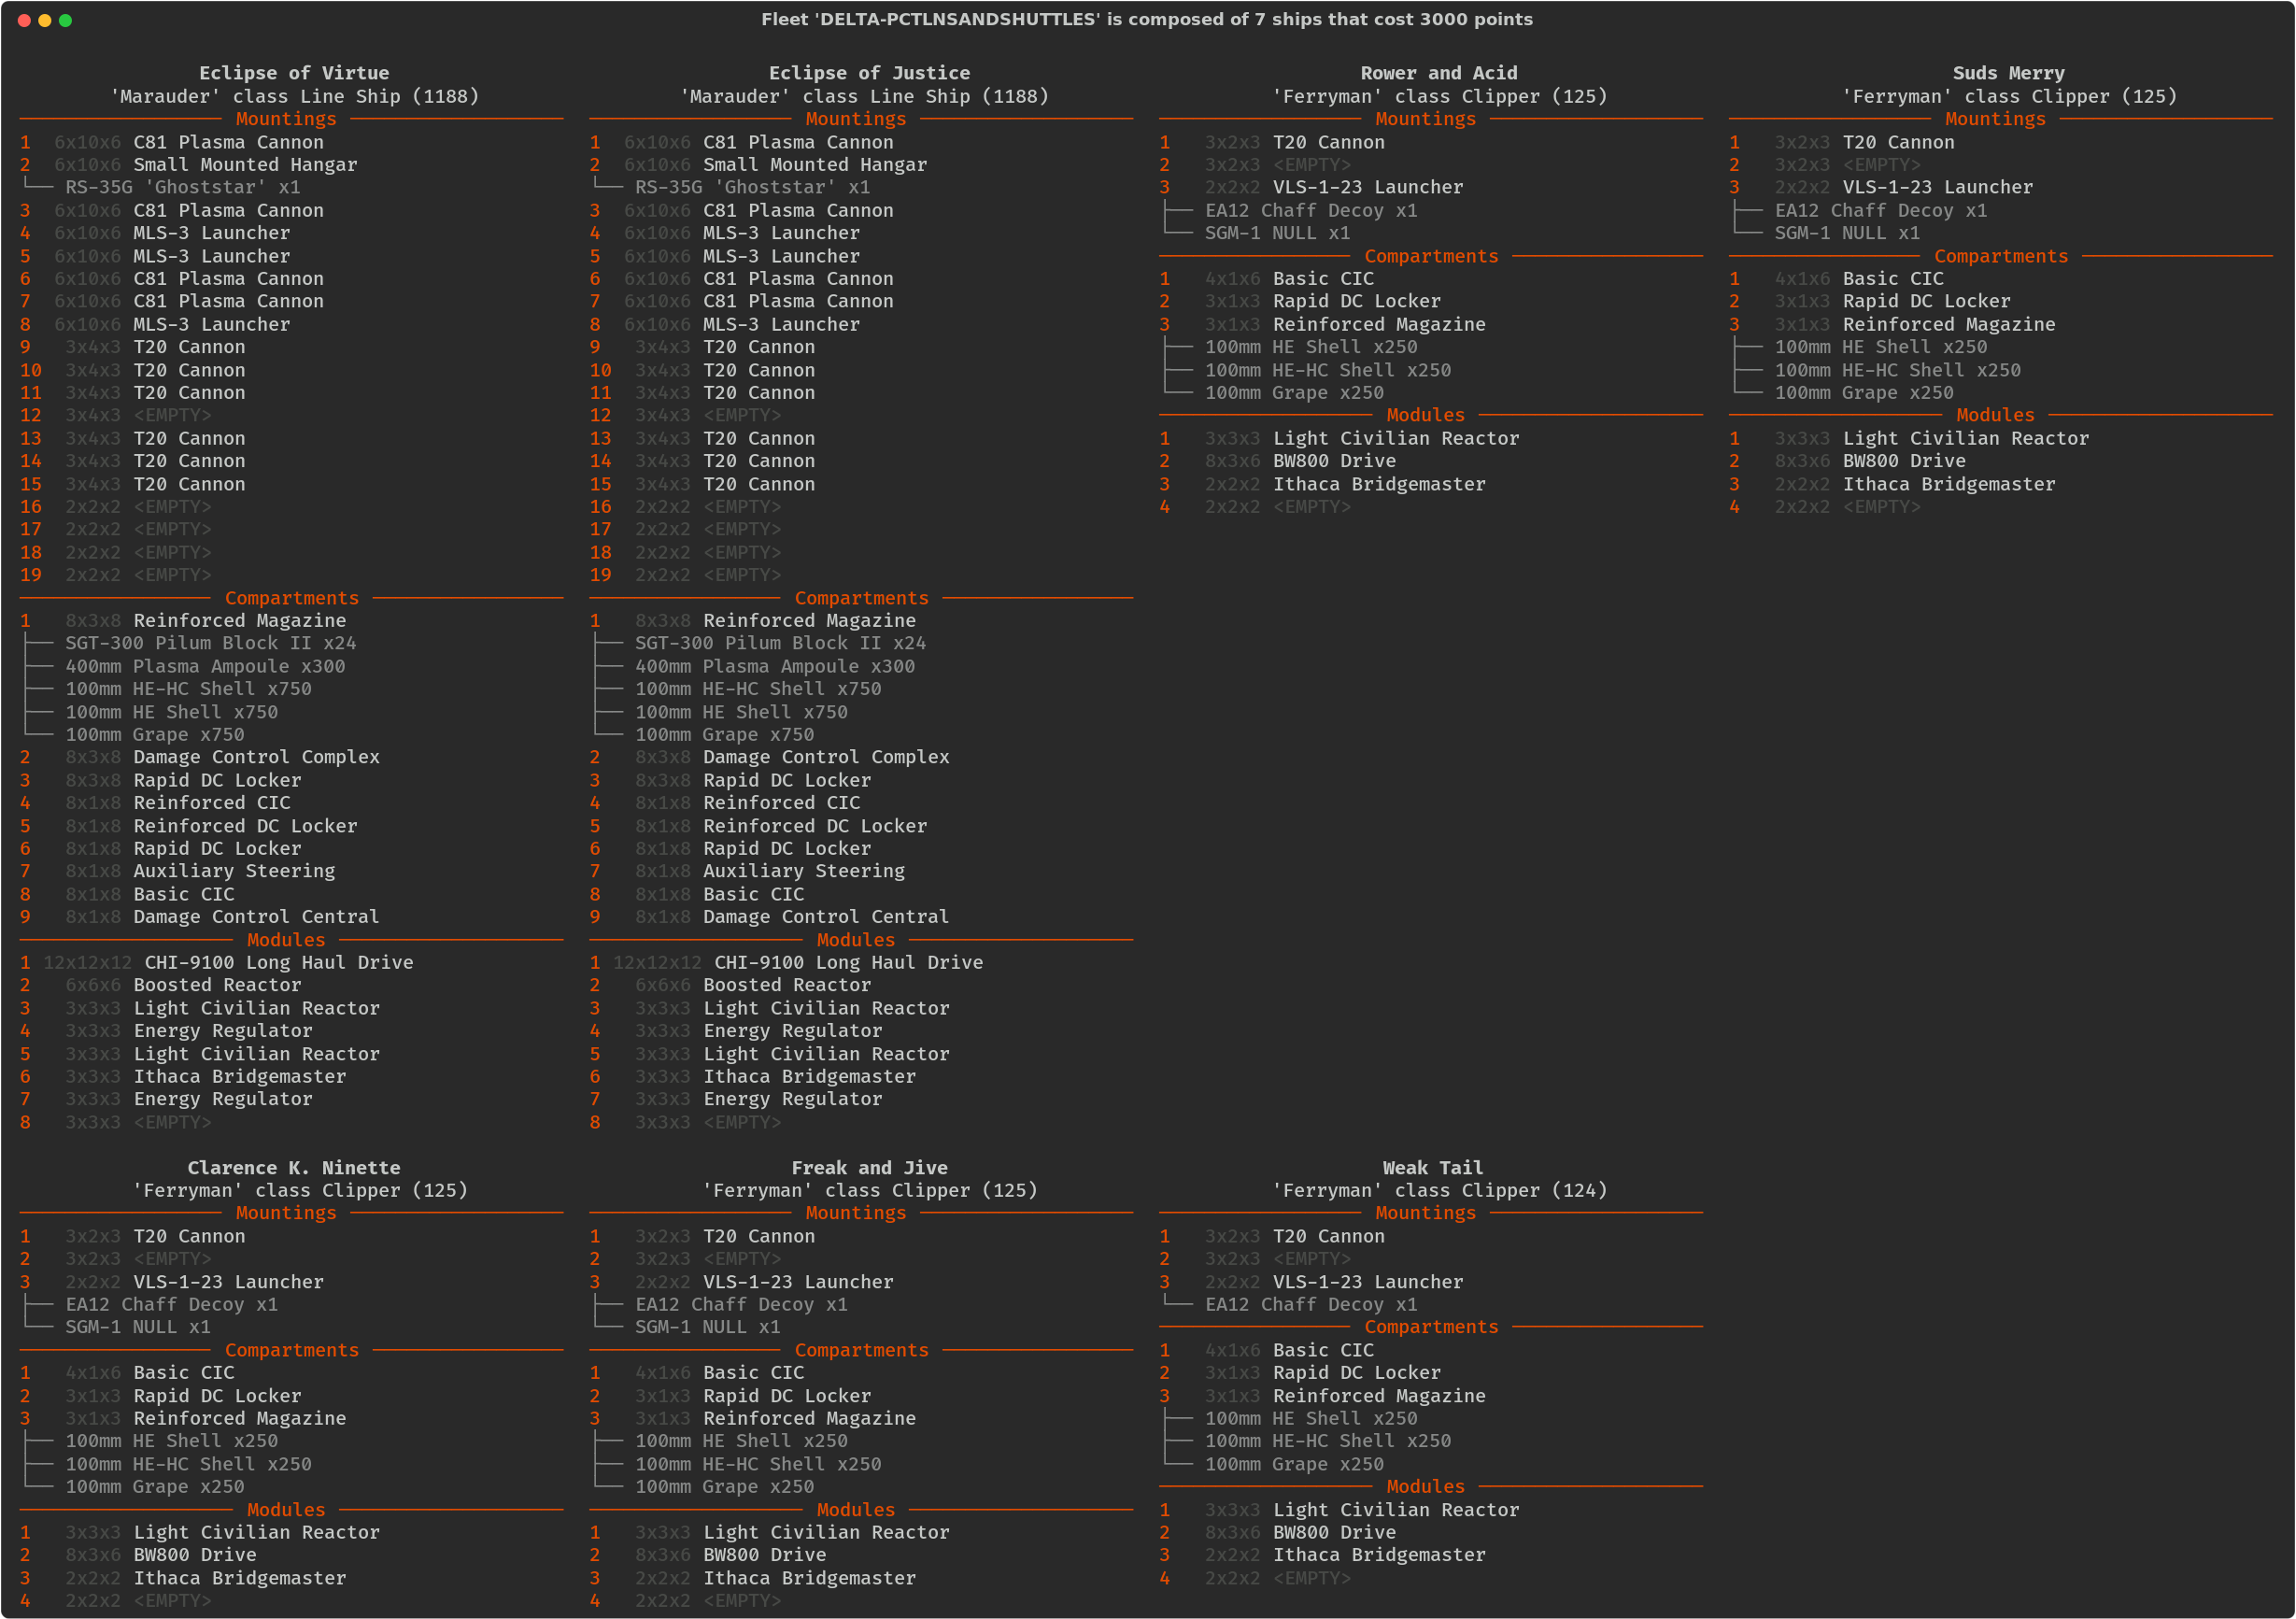 Fleet 'DELTA-PCTLNSANDSHUTTLES' is composed of 7 ships that cost 3000 points
Eclipse of Virtue
'Marauder' class Line Ship (1188)
Mountings
1 6x10x6 C81 Plasma Cannon
2 6x10x6 Small Mounted Hangar
└── RS-35G 'Ghoststar' x1
3 6x10x6 C81 Plasma Cannon
4 6x10x6 MLS-3 Launcher
5 6x10x6 MLS-3 Launcher
6 6x10x6 C81 Plasma Cannon
7 6x10x6 C81 Plasma Cannon
8 6x10x6 MLS-3 Launcher
9 3x4x3 T20 Cannon
10 3x4x3 T20 Cannon
11 3x4x3 T20 Cannon
12 3x4x3 <EMPTY>
13 3x4x3 T20 Cannon
14 3x4x3 T20 Cannon
15 3x4x3 T20 Cannon
16 2x2x2 <EMPTY>
17 2x2x2 <EMPTY>
18 2x2x2 <EMPTY>
19 2x2x2 <EMPTY>
Compartments
1 8x3x8 Reinforced Magazine
├── SGT-300 Pilum Block II x24
├── 400mm Plasma Ampoule x300
├── 100mm HE-HC Shell x750
├── 100mm HE Shell x750
└── 100mm Grape x750
2 8x3x8 Damage Control Complex
3 8x3x8 Rapid DC Locker
4 8x1x8 Reinforced CIC
5 8x1x8 Reinforced DC Locker
6 8x1x8 Rapid DC Locker
7 8x1x8 Auxiliary Steering
8 8x1x8 Basic CIC
9 8x1x8 Damage Control Central
Modules
1 12x12x12 CHI-9100 Long Haul Drive
2 6x6x6 Boosted Reactor
3 3x3x3 Light Civilian Reactor
4 3x3x3 Energy Regulator
5 3x3x3 Light Civilian Reactor
6 3x3x3 Ithaca Bridgemaster
7 3x3x3 Energy Regulator
8 3x3x3 <EMPTY>
Eclipse of Justice
'Marauder' class Line Ship (1188)
Mountings
1 6x10x6 C81 Plasma Cannon
2 6x10x6 Small Mounted Hangar
└── RS-35G 'Ghoststar' x1
3 6x10x6 C81 Plasma Cannon
4 6x10x6 MLS-3 Launcher
5 6x10x6 MLS-3 Launcher
6 6x10x6 C81 Plasma Cannon
7 6x10x6 C81 Plasma Cannon
8 6x10x6 MLS-3 Launcher
9 3x4x3 T20 Cannon
10 3x4x3 T20 Cannon
11 3x4x3 T20 Cannon
12 3x4x3 <EMPTY>
13 3x4x3 T20 Cannon
14 3x4x3 T20 Cannon
15 3x4x3 T20 Cannon
16 2x2x2 <EMPTY>
17 2x2x2 <EMPTY>
18 2x2x2 <EMPTY>
19 2x2x2 <EMPTY>
Compartments
1 8x3x8 Reinforced Magazine
├── SGT-300 Pilum Block II x24
├── 400mm Plasma Ampoule x300
├── 100mm HE-HC Shell x750
├── 100mm HE Shell x750
└── 100mm Grape x750
2 8x3x8 Damage Control Complex
3 8x3x8 Rapid DC Locker
4 8x1x8 Reinforced CIC
5 8x1x8 Reinforced DC Locker
6 8x1x8 Rapid DC Locker
7 8x1x8 Auxiliary Steering
8 8x1x8 Basic CIC
9 8x1x8 Damage Control Central
Modules
1 12x12x12 CHI-9100 Long Haul Drive
2 6x6x6 Boosted Reactor
3 3x3x3 Light Civilian Reactor
4 3x3x3 Energy Regulator
5 3x3x3 Light Civilian Reactor
6 3x3x3 Ithaca Bridgemaster
7 3x3x3 Energy Regulator
8 3x3x3 <EMPTY>
Rower and Acid
'Ferryman' class Clipper (125)
Mountings
1 3x2x3 T20 Cannon
2 3x2x3 <EMPTY>
3 2x2x2 VLS-1-23 Launcher
├── EA12 Chaff Decoy x1
└── SGM-1 NULL x1
Compartments
1 4x1x6 Basic CIC
2 3x1x3 Rapid DC Locker
3 3x1x3 Reinforced Magazine
├── 100mm HE Shell x250
├── 100mm HE-HC Shell x250
└── 100mm Grape x250
Modules
1 3x3x3 Light Civilian Reactor
2 8x3x6 BW800 Drive
3 2x2x2 Ithaca Bridgemaster
4 2x2x2 <EMPTY>
Suds Merry
'Ferryman' class Clipper (125)
Mountings
1 3x2x3 T20 Cannon
2 3x2x3 <EMPTY>
3 2x2x2 VLS-1-23 Launcher
├── EA12 Chaff Decoy x1
└── SGM-1 NULL x1
Compartments
1 4x1x6 Basic CIC
2 3x1x3 Rapid DC Locker
3 3x1x3 Reinforced Magazine
├── 100mm HE Shell x250
├── 100mm HE-HC Shell x250
└── 100mm Grape x250
Modules
1 3x3x3 Light Civilian Reactor
2 8x3x6 BW800 Drive
3 2x2x2 Ithaca Bridgemaster
4 2x2x2 <EMPTY>
Clarence K. Ninette
'Ferryman' class Clipper (125)
Mountings
1 3x2x3 T20 Cannon
2 3x2x3 <EMPTY>
3 2x2x2 VLS-1-23 Launcher
├── EA12 Chaff Decoy x1
└── SGM-1 NULL x1
Compartments
1 4x1x6 Basic CIC
2 3x1x3 Rapid DC Locker
3 3x1x3 Reinforced Magazine
├── 100mm HE Shell x250
├── 100mm HE-HC Shell x250
└── 100mm Grape x250
Modules
1 3x3x3 Light Civilian Reactor
2 8x3x6 BW800 Drive
3 2x2x2 Ithaca Bridgemaster
4 2x2x2 <EMPTY>
Freak and Jive
'Ferryman' class Clipper (125)
Mountings
1 3x2x3 T20 Cannon
2 3x2x3 <EMPTY>
3 2x2x2 VLS-1-23 Launcher
├── EA12 Chaff Decoy x1
└── SGM-1 NULL x1
Compartments
1 4x1x6 Basic CIC
2 3x1x3 Rapid DC Locker
3 3x1x3 Reinforced Magazine
├── 100mm HE Shell x250
├── 100mm HE-HC Shell x250
└── 100mm Grape x250
Modules
1 3x3x3 Light Civilian Reactor
2 8x3x6 BW800 Drive
3 2x2x2 Ithaca Bridgemaster
4 2x2x2 <EMPTY>
Weak Tail
'Ferryman' class Clipper (124)
Mountings
1 3x2x3 T20 Cannon
2 3x2x3 <EMPTY>
3 2x2x2 VLS-1-23 Launcher
└── EA12 Chaff Decoy x1
Compartments
1 4x1x6 Basic CIC
2 3x1x3 Rapid DC Locker
3 3x1x3 Reinforced Magazine
├── 100mm HE Shell x250
├── 100mm HE-HC Shell x250
└── 100mm Grape x250
Modules
1 3x3x3 Light Civilian Reactor
2 8x3x6 BW800 Drive
3 2x2x2 Ithaca Bridgemaster
4 2x2x2 <EMPTY>